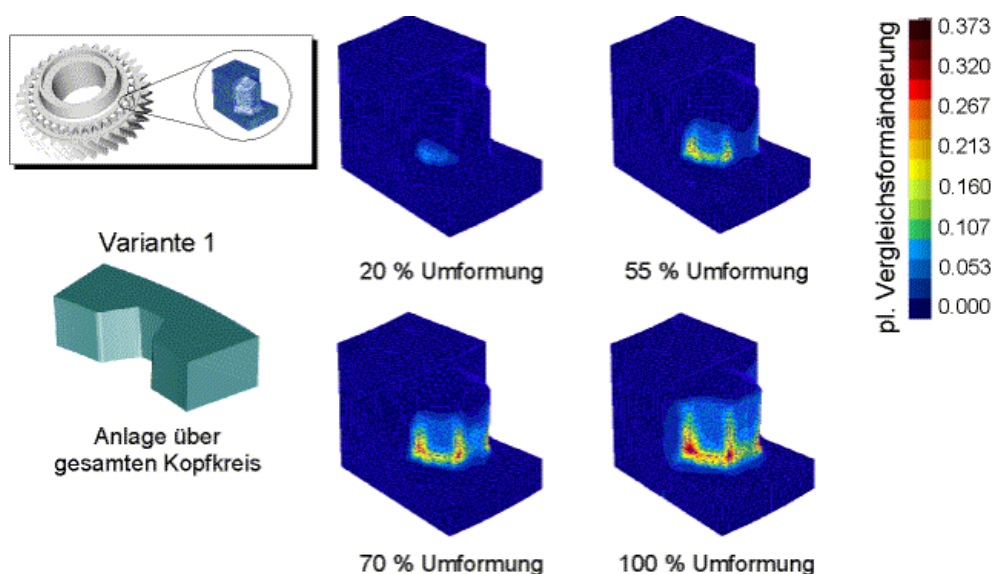 Variante 1
Anlage über
gesamten Kopfkreis
20 % Umformung
55 % Umformung
70 % Umformung
100 % Umformung
pl. Vergleichsformänderung
0.373
0.320
0.267
0.213
0.160
0.107
0.053
0.000